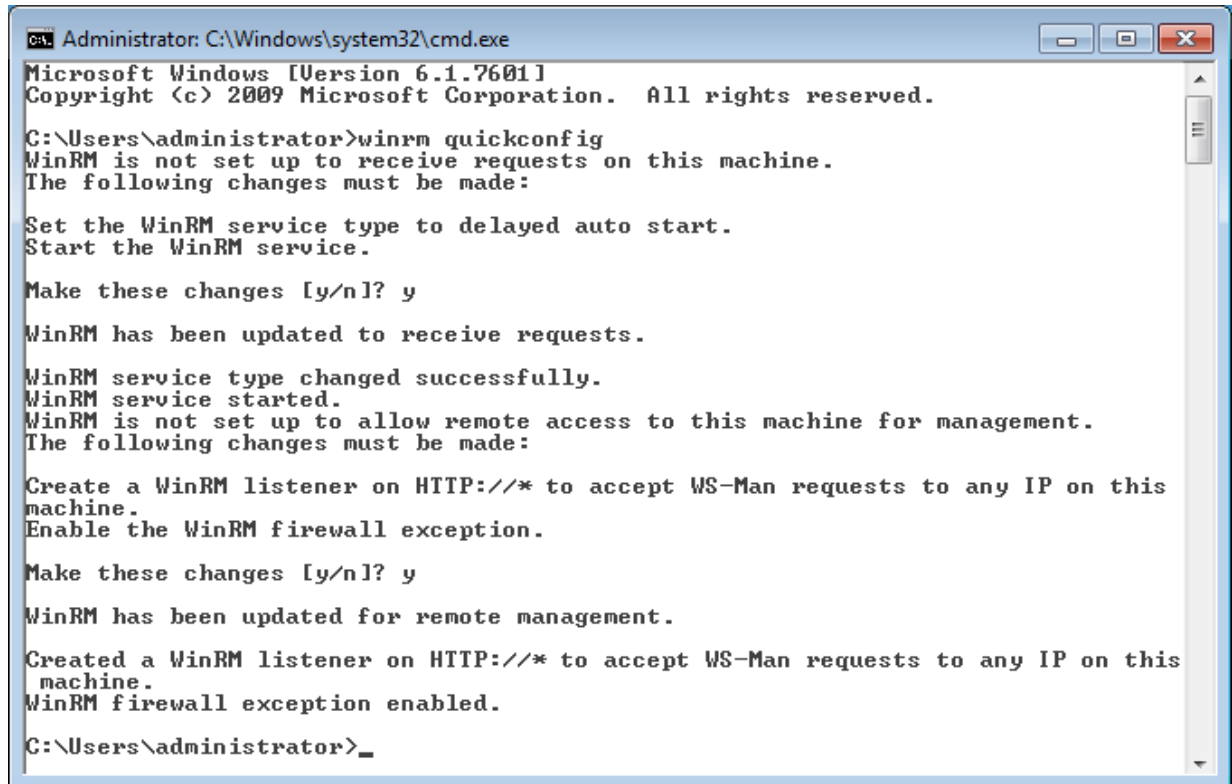 Administrator: C:\Windows\system32\cmd.exe
Microsoft Windows [Version 6.1.7601]
Copyright (c) 2009 Microsoft Corporation.  All rights reserved.
C:\Users\administrator>winrm quickconfig
WinRM is not set up to receive requests on this machine.
The following changes must be made:
Set the WinRM service type to delayed auto start.
Start the WinRM service.
Make these changes [y/n]? y
WinRM has been updated to receive requests.
WinRM service type changed successfully.
WinRM service started.
WinRM is not set up to allow remote access to this machine for management.
The following changes must be made:
Create a WinRM listener on HTTP://* to accept WS-Man requests to any IP on this
machine.
Enable the WinRM firewall exception.
Make these changes [y/n]? y
WinRM has been updated for remote management.
Created a WinRM listener on HTTP://* to accept WS-Man requests to any IP on this
 machine.
WinRM firewall exception enabled.
C:\Users\administrator>_